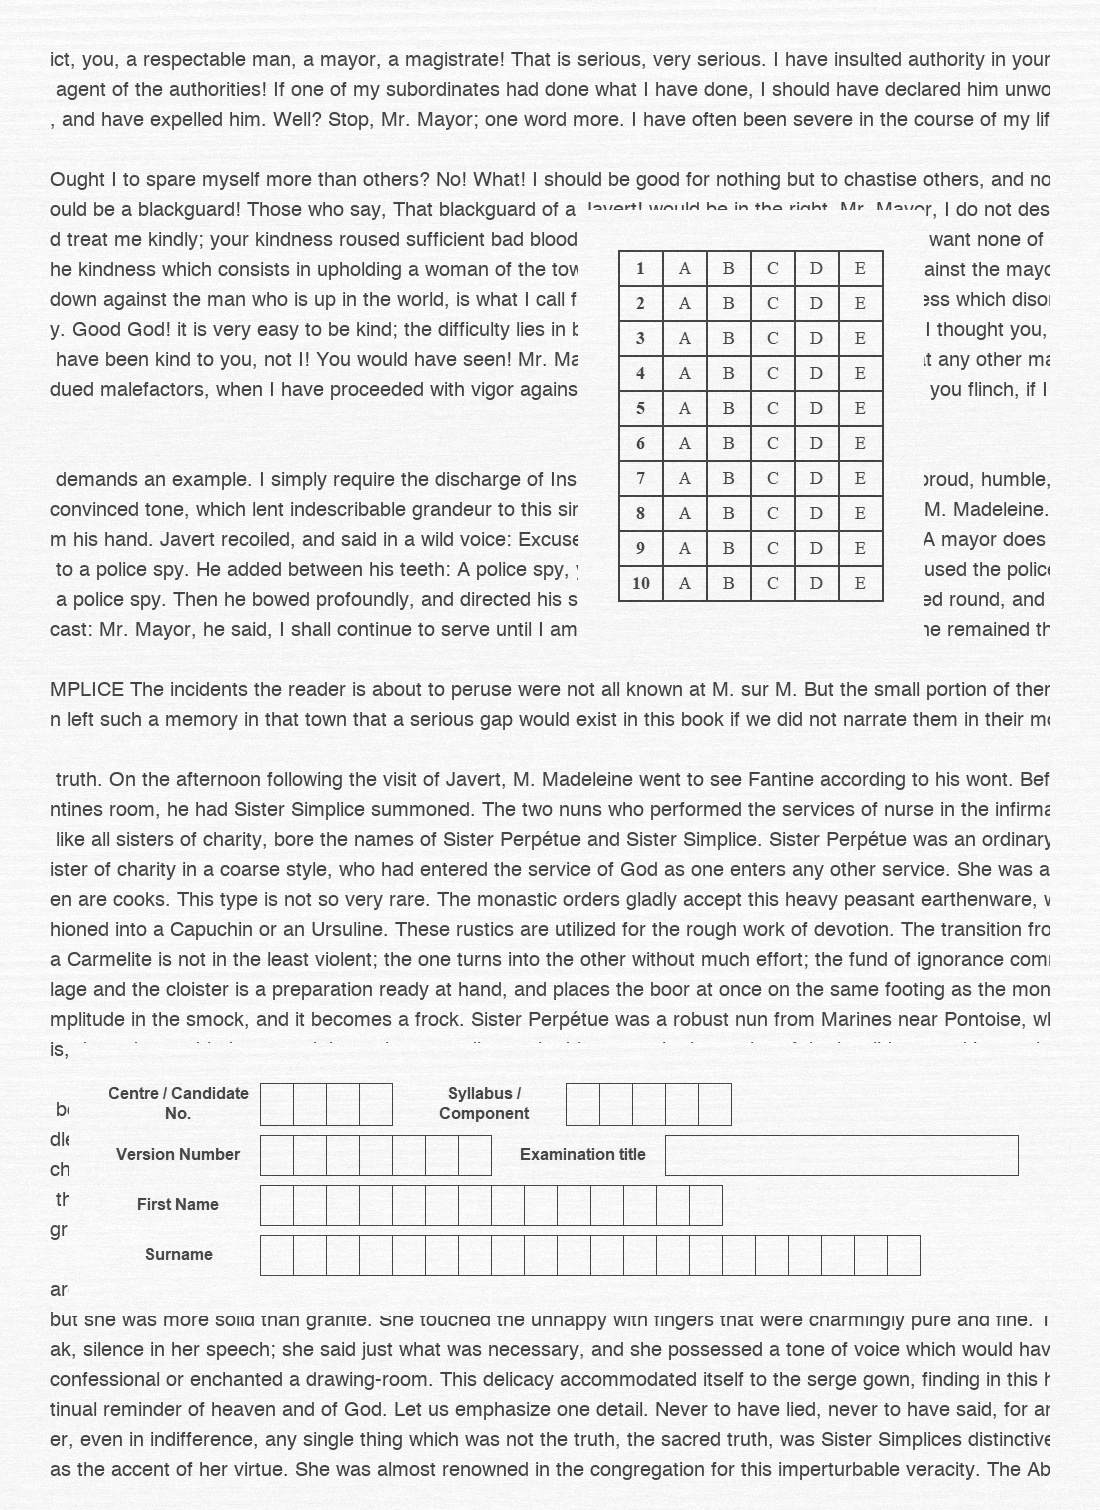 ict, you, a respectable man, a mayor, a magistrate! That is serious, very serious. I have insulted authority in your
agent of the authorities! If one of my subordinates had done what I have done, I should have declared him unwo
, and have expelled him. Well? Stop, Mr. Mayor; one word more. I have often been severe in the course of my lif
Ought I to spare myself more than others? No! What! I should be good for nothing but to chastise others, and no
ould be a blackguard! Those who say, That blackguard of a Javert! would be in the right. Mr. Mayor, I do not des
d treat me kindly; your kindness roused sufficient bad blood want none of
he kindness which consists in upholding a woman of the tow ainst the mayo
down against the man who is up in the world, is what I call ess which disor
y. Good God! it is very easy to be kind; the difficulty lies in I thought you,
have been kind to you, not I! You would have seen! Mr. Ma any other ma
dued malefactors, when I have proceeded with vigor agains you flinch, if I
demands an example. I simply require the discharge of Ins proud, humble,
convinced tone, which lent indescribable grandeur to this M. Madeleine.
m his hand. Javert recoiled, and said in a wild voice: Excuse A mayor does
to a police spy. He added between his teeth: A police spy, used the police
a police spy. Then he bowed profoundly, and directed his s ed round, and
cast: Mr. Mayor, he said, I shall continue to serve until I am he remained th
1 A B C D E
2 A B C D E
3 A B C D E
4 A B C D E
5 A B C D E
6 A B C D E
7 A B C D E
8 A B C D E
9 A B C D E
10 A B C D E
MPLICE The incidents the reader is about to peruse were not all known at M. sur M. But the small portion of them
n left such a memory in that town that a serious gap would exist in this book if we did not narrate them in their mo
truth. On the afternoon following the visit of Javert, M. Madeleine went to see Fantine according to his wont. Bef
ntines room, he had Sister Simplice summoned. The two nuns who performed the services of nurse in the infirma
like all sisters of charity, bore the names of Sister Perpétue and Sister Simplice. Sister Perpétue was an ordinary
ister of charity in a coarse style, who had entered the service of God as one enters any other service. She was a
en are cooks. This type is not so very rare. The monastic orders gladly accept this heavy peasant earthenware, w
hioned into a Capuchin or an Ursuline. These rustics are utilized for the rough work of devotion. The transition fro
a Carmelite is not in the least violent; the one turns into the other without much effort; the fund of ignorance com
lage and the cloister is a preparation ready at hand, and places the boor at once on the same footing as the mon
mplitude in the smock, and it becomes a frock. Sister Perpétue was a robust nun from Marines near Pontoise, wh
is,
Centre / Candidate No.
Syllabus / Component
Version Number
Examination title
First Name
Surname
dle
ch
th
gr
ar
but she was more solid than granite. She touched the unhappy with fingers that were charmingly pure and fine.
ak, silence in her speech; she said just what was necessary, and she possessed a tone of voice which would hav
confessional or enchanted a drawing-room. This delicacy accommodated itself to the serge gown, finding in this h
tinual reminder of heaven and of God. Let us emphasize one detail. Never to have lied, never to have said, for an
er, even in indifference, any single thing which was not the truth, the sacred truth, was Sister Simplices distinctive
as the accent of her virtue. She was almost renowned in the congregation for this imperturbable veracity. The Ab